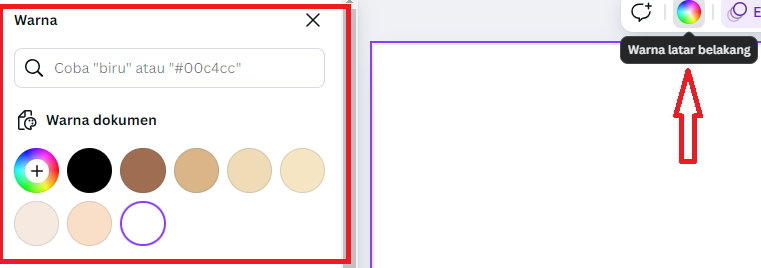 Warna
Coba "biru" atau "#00c4cc"
Warna dokumen
E
Warna latar belakang